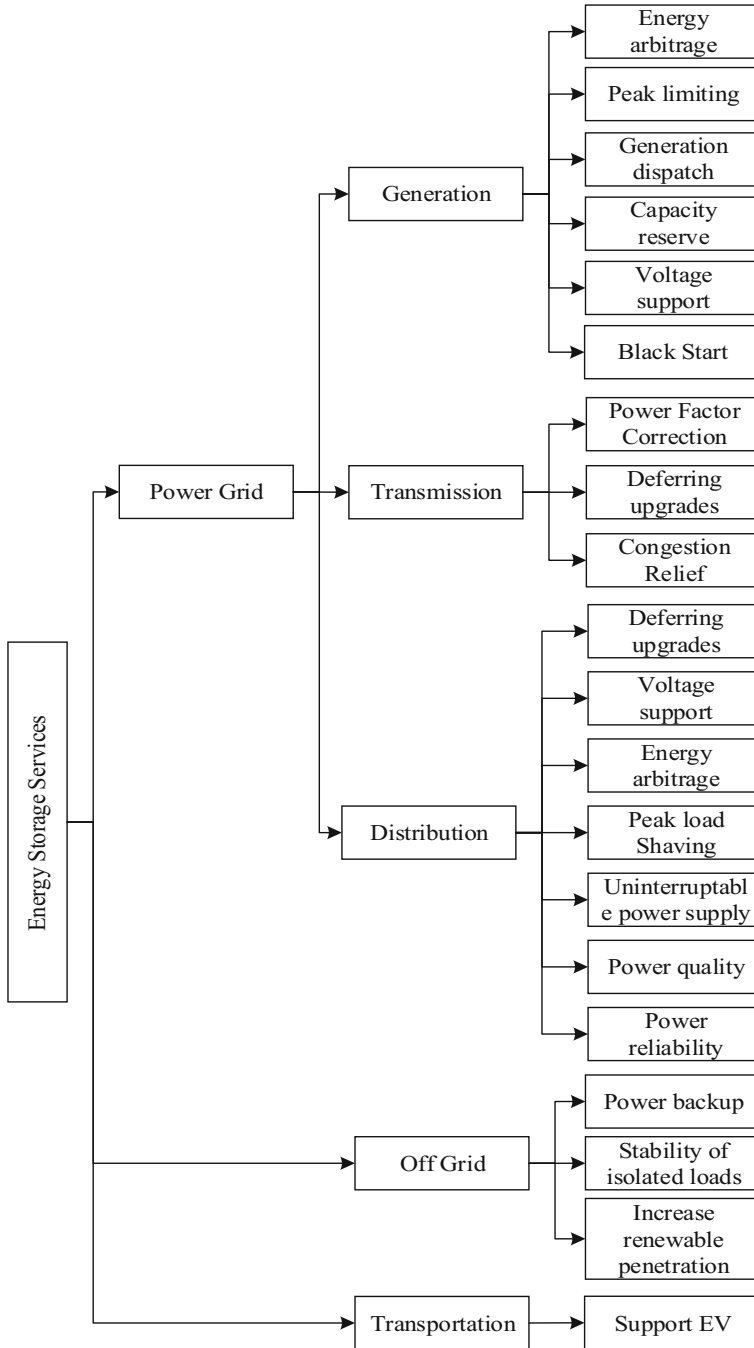 Energy
arbitrage
Peak limiting
Generation
dispatch
Generation
Capacity
reserve
Voltage
support
Black Start
Power Factor
Correction
Power Grid
Transmission
Deferring
upgrades
Congestion
Relief
Deferring
upgrades
Voltage
support
Energy
arbitrage
Energy Storage Services
Distribution
Peak load
Shaving
Uninterruptabl
e power supply
Power quality
Power
reliability
Power backup
Off Grid
Stability of
isolated loads
Increase
renewable
penetration
Transportation
Support EV